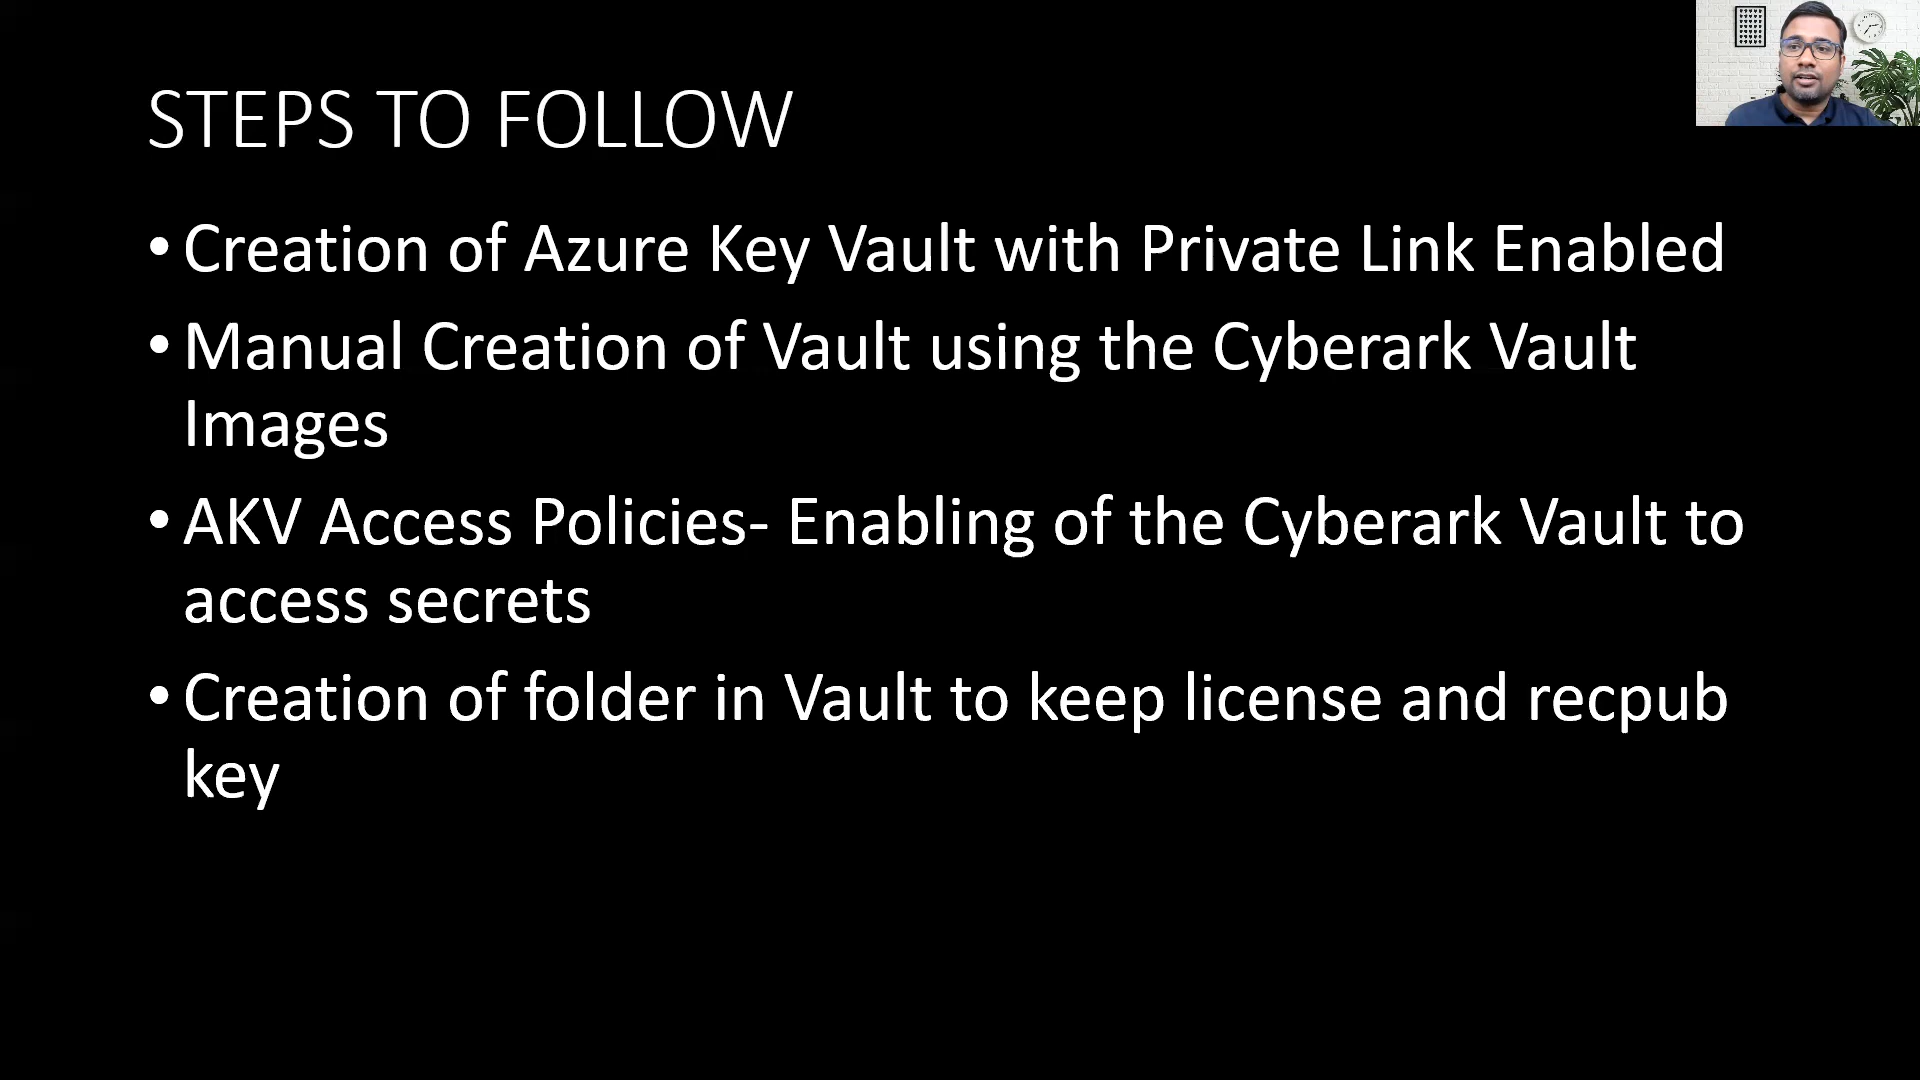 STEPS TO FOLLOW
• Creation of Azure Key Vault with Private Link Enabled
• Manual Creation of Vault using the Cyberark Vault
Images
• AKV Access Policies- Enabling of the Cyberark Vault to
access secrets
• Creation of folder in Vault to keep license and recpub
key